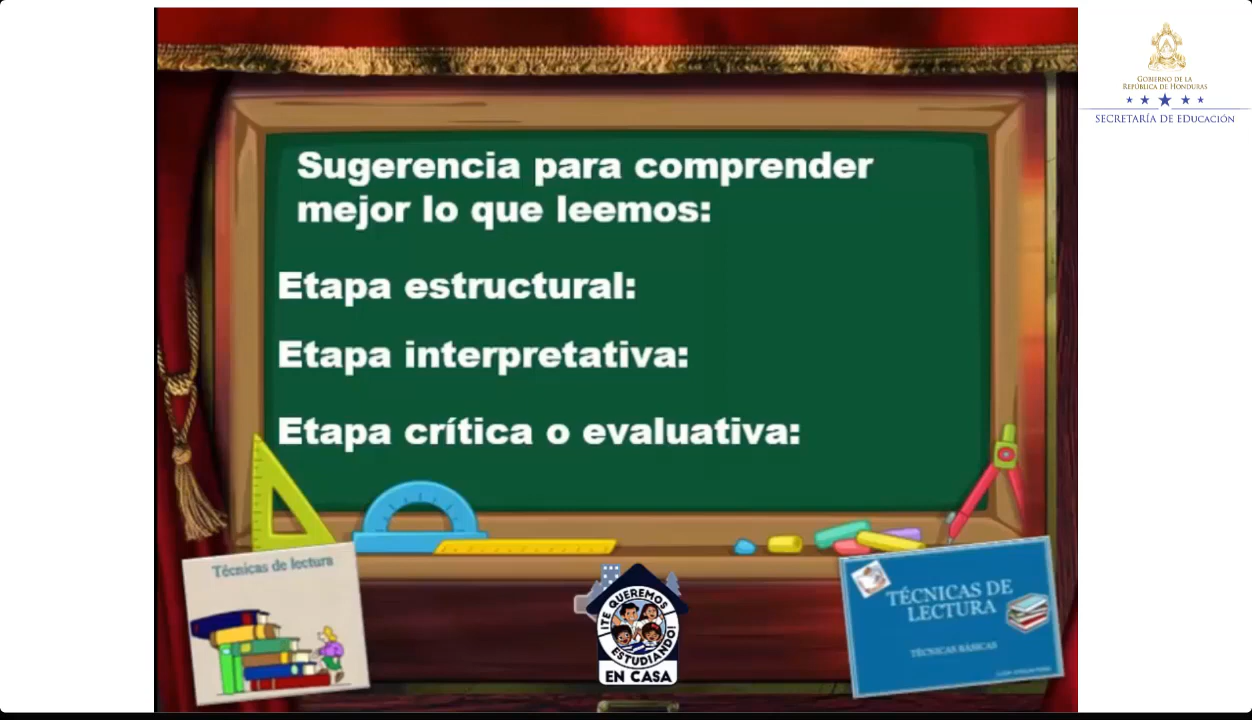 GOBIERNO DE LA
REPÚBLICA DE HONDURAS
SECRETARÍA DE EDUCACIÓN
Sugerencia para comprender
mejor lo que leemos:
Etapa estructural:
Etapa interpretativa:
Etapa crítica o evaluativa:
Técnicas de lectura
¡TE QUEREMOS
ESTUDIANDO!
EN CASA
TÉCNICAS DE
LECTURA
TÉCNICAS BÁSICAS